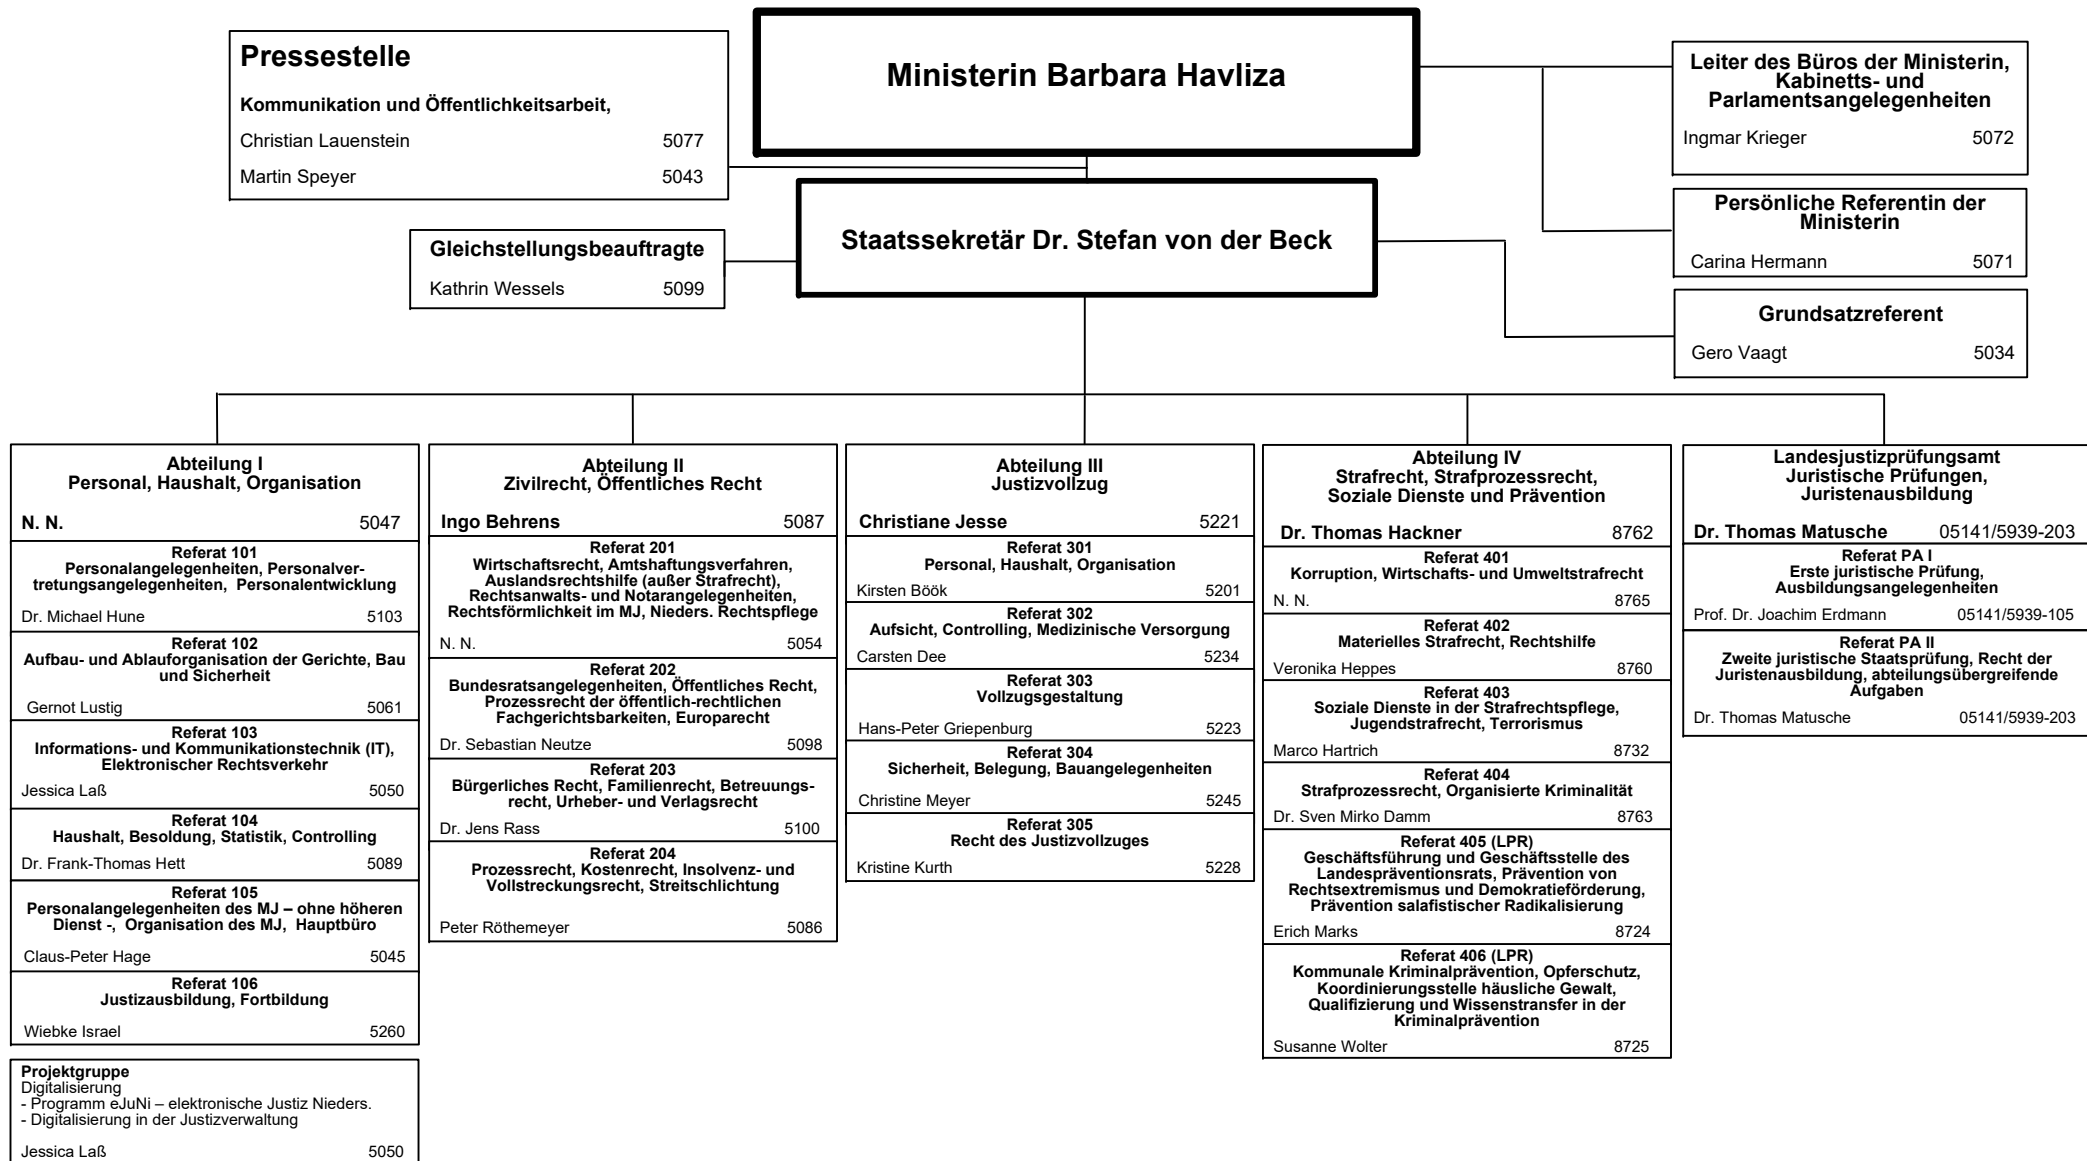 Pressestelle
Kommunikation und Öffentlichkeitsarbeit,
Christian Lauenstein 5077
Martin Speyer 5043
Ministerin Barbara Havliza
Leiter des Büros der Ministerin,
Kabinetts- und
Parlamentsangelegenheiten
Ingmar Krieger 5072
Persönliche Referentin der
Ministerin
Carina Hermann 5071
Staatssekretär Dr. Stefan von der Beck
Gleichstellungsbeauftragte
Kathrin Wessels 5099
Grundsatzreferent
Gero Vaagt 5034
Abteilung I
Personal, Haushalt, Organisation
N. N. 5047
Referat 101
Personalangelegenheiten, Personalver-
tretungsangelegenheiten, Personalentwicklung
Dr. Michael Hune 5103
Referat 102
Aufbau- und Ablauforganisation der Gerichte, Bau
und Sicherheit
Gernot Lustig 5061
Referat 103
Informations- und Kommunikationstechnik (IT),
Elektronischer Rechtsverkehr
Jessica Laß 5050
Referat 104
Haushalt, Besoldung, Statistik, Controlling
Dr. Frank-Thomas Hett 5089
Referat 105
Personalangelegenheiten des MJ – ohne höheren
Dienst -, Organisation des MJ, Hauptbüro
Claus-Peter Hage 5045
Referat 106
Justizausbildung, Fortbildung
Wiebke Israel 5260
Projektgruppe
Digitalisierung
- Programm eJuNi – elektronische Justiz Nieders.
- Digitalisierung in der Justizverwaltung
Jessica Laß 5050
Abteilung II
Zivilrecht, Öffentliches Recht
Ingo Behrens 5087
Referat 201
Wirtschaftsrecht, Amtshaftungsverfahren,
Auslandsrechtshilfe (außer Strafrecht),
Rechtsanwalts- und Notarangelegenheiten,
Rechtsförmlichkeit im MJ, Nieders. Rechtspflege
N. N. 5054
Referat 202
Bundesratsangelegenheiten, Öffentliches Recht,
Prozessrecht der öffentlich-rechtlichen
Fachgerichtsbarkeiten, Europarecht
Dr. Sebastian Neutze 5098
Referat 203
Bürgerliches Recht, Familienrecht, Betreuungs-
recht, Urheber- und Verlagsrecht
Dr. Jens Rass 5100
Referat 204
Prozessrecht, Kostenrecht, Insolvenz- und
Vollstreckungsrecht, Streitschlichtung
Peter Röthemeyer 5086
Abteilung III
Justizvollzug
Christiane Jesse 5221
Referat 301
Personal, Haushalt, Organisation
Kirsten Böök 5201
Referat 302
Aufsicht, Controlling, Medizinische Versorgung
Carsten Dee 5234
Referat 303
Vollzugsgestaltung
Hans-Peter Griepenburg 5223
Referat 304
Sicherheit, Belegung, Bauangelegenheiten
Christine Meyer 5245
Referat 305
Recht des Justizvollzuges
Kristine Kurth 5228
Abteilung IV
Strafrecht, Strafprozessrecht,
Soziale Dienste und Prävention
Dr. Thomas Hackner 8762
Referat 401
Korruption, Wirtschafts- und Umweltstrafrecht
N. N. 8765
Referat 402
Materielles Strafrecht, Rechtshilfe
Veronika Heppes 8760
Referat 403
Soziale Dienste in der Strafrechtspflege,
Jugendstrafrecht, Terrorismus
Marco Hartrich 8732
Referat 404
Strafprozessrecht, Organisierte Kriminalität
Dr. Sven Mirko Damm 8763
Referat 405 (LPR)
Geschäftsführung und Geschäftsstelle des
Landespräventionsrats, Prävention von
Rechtsextremismus und Demokratieförderung,
Prävention salafistischer Radikalisierung
Erich Marks 8724
Referat 406 (LPR)
Kommunale Kriminalprävention, Opferschutz,
Koordinierungsstelle häusliche Gewalt,
Qualifizierung und Wissenstransfer in der
Kriminalprävention
Susanne Wolter 8725
Landesjustizprüfungsamt
Juristische Prüfungen,
Juristenausbildung
Dr. Thomas Matusche 05141/5939-203
Referat PA I
Erste juristische Prüfung,
Ausbildungsangelegenheiten
Prof. Dr. Joachim Erdmann 05141/5939-105
Referat PA II
Zweite juristische Staatsprüfung, Recht der
Juristenausbildung, abteilungsübergreifende
Aufgaben
Dr. Thomas Matusche 05141/5939-203